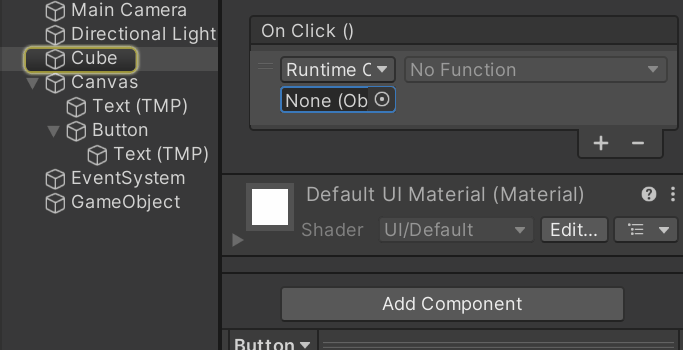 Main Camera
Directional Light
Cube
Canvas
Text (TMP)
Button
Text (TMP)
EventSystem
GameObject
On Click ()
Runtime C
No Function
None (Ob
Default UI Material (Material)
Shader
UI/Default
Edit...
Add Component
Button